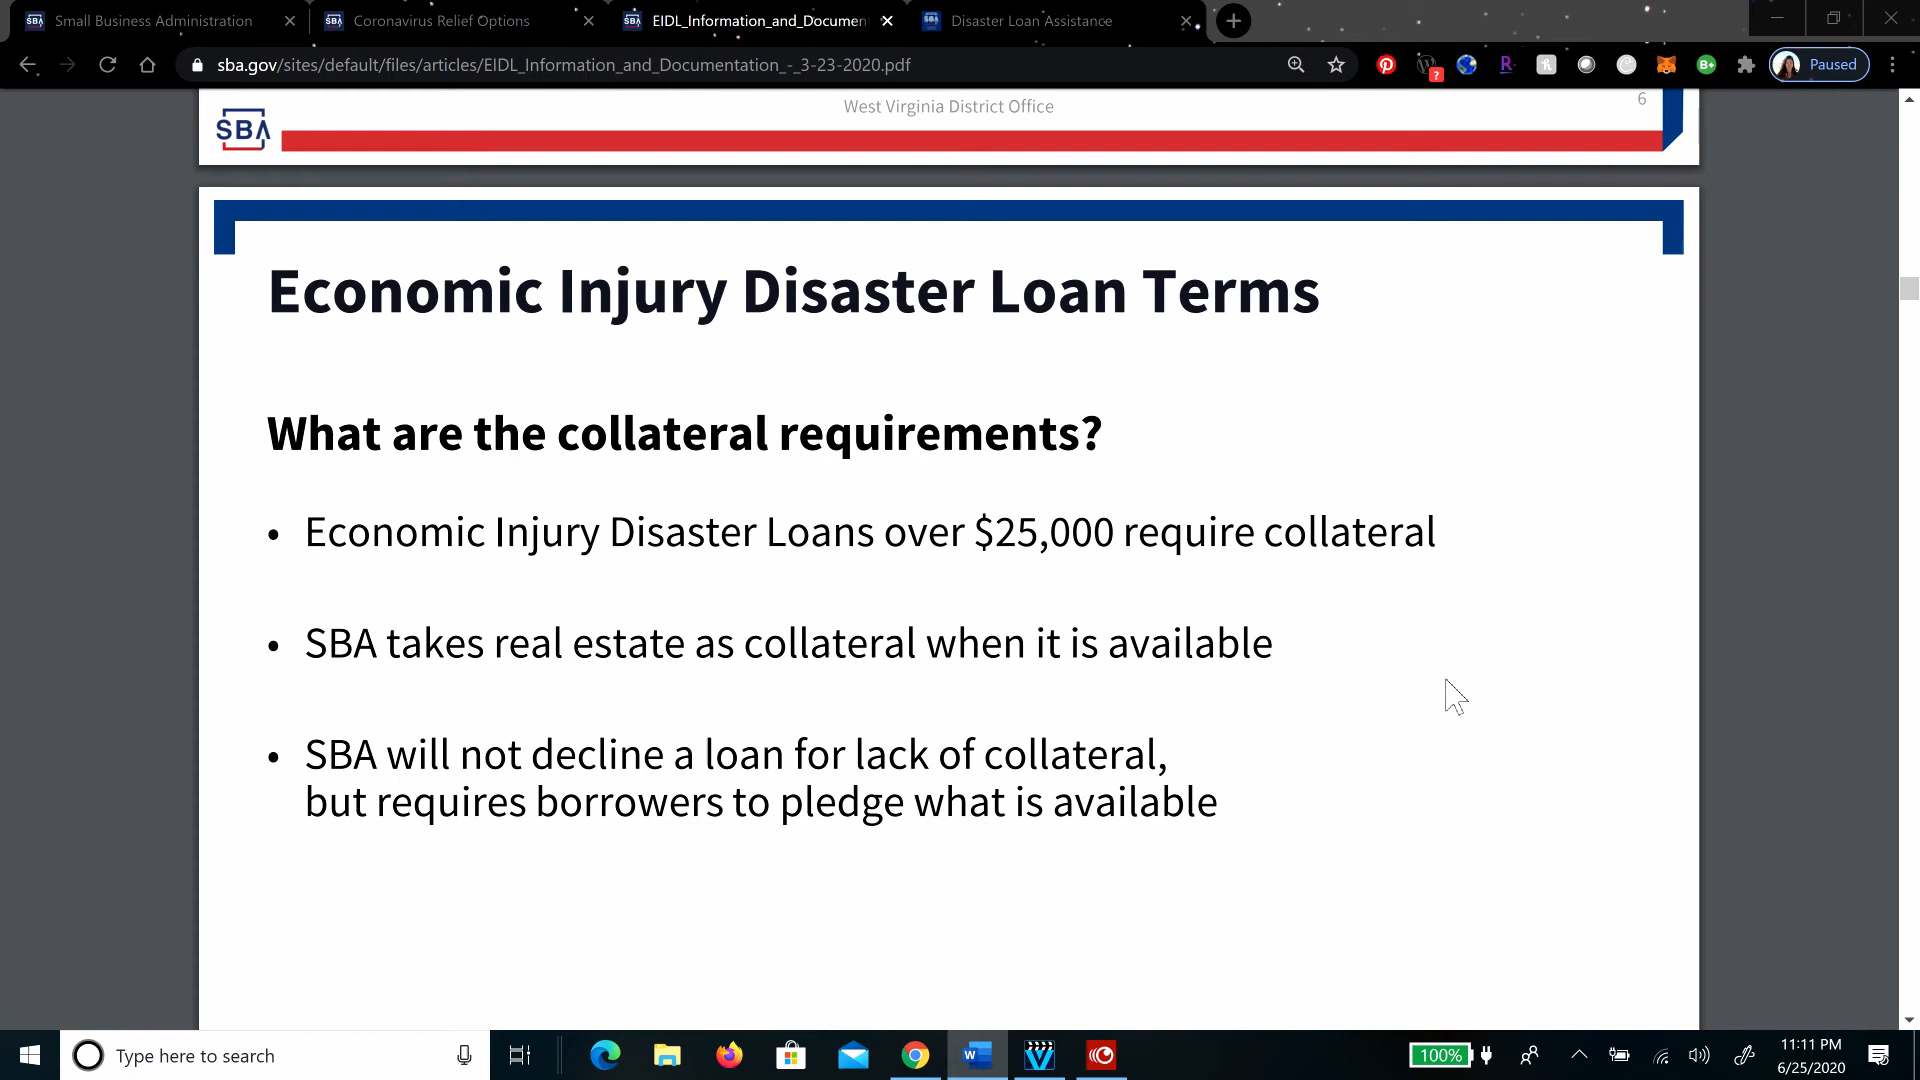 Small Business Administration
Coronavirus Relief Options
EIDL_Information_and_Documen
Disaster Loan Assistance
sba.gov/sites/default/files/articles/EIDL_Information_and_Documentation_-_3-23-2020.pdf
Paused
West Virginia District Office
6
SBA
Economic Injury Disaster Loan Terms
What are the collateral requirements?
• Economic Injury Disaster Loans over $25,000 require collateral
• SBA takes real estate as collateral when it is available
• SBA will not decline a loan for lack of collateral,
but requires borrowers to pledge what is available
Type here to search
100%
11:11 PM
6/25/2020